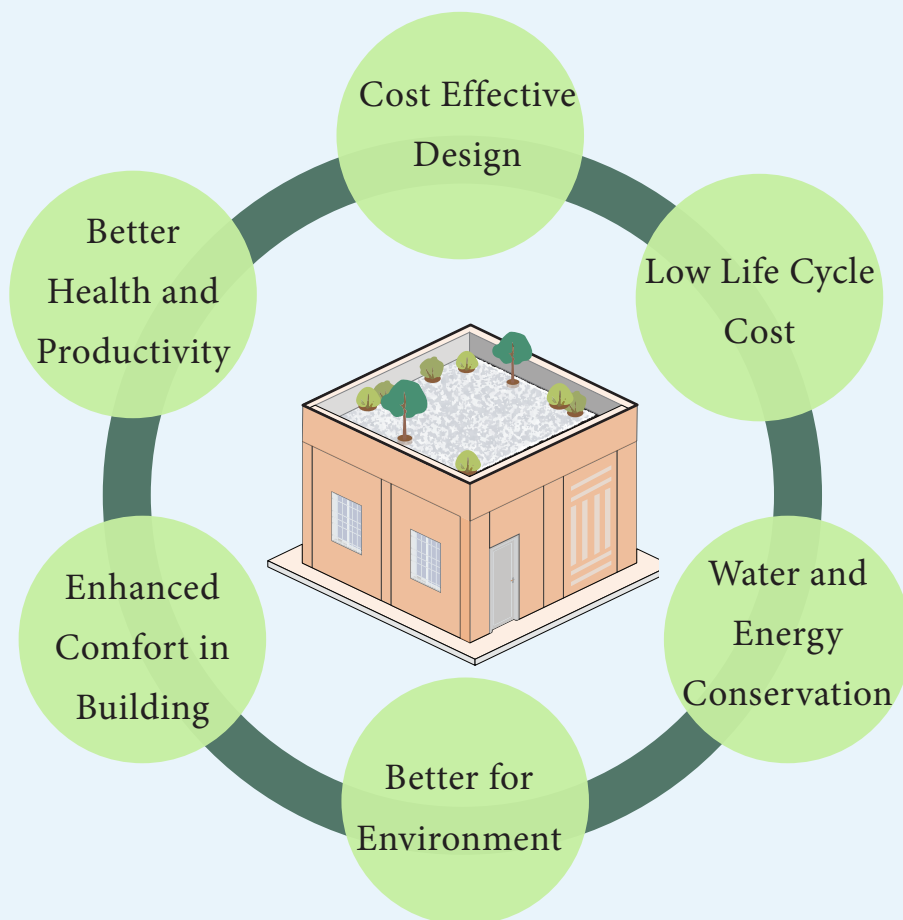 Cost Effective
Design
Low Life Cycle
Cost
Water and
Energy
Conservation
Better for
Environment
Enhanced
Comfort in
Building
Better
Health and
Productivity